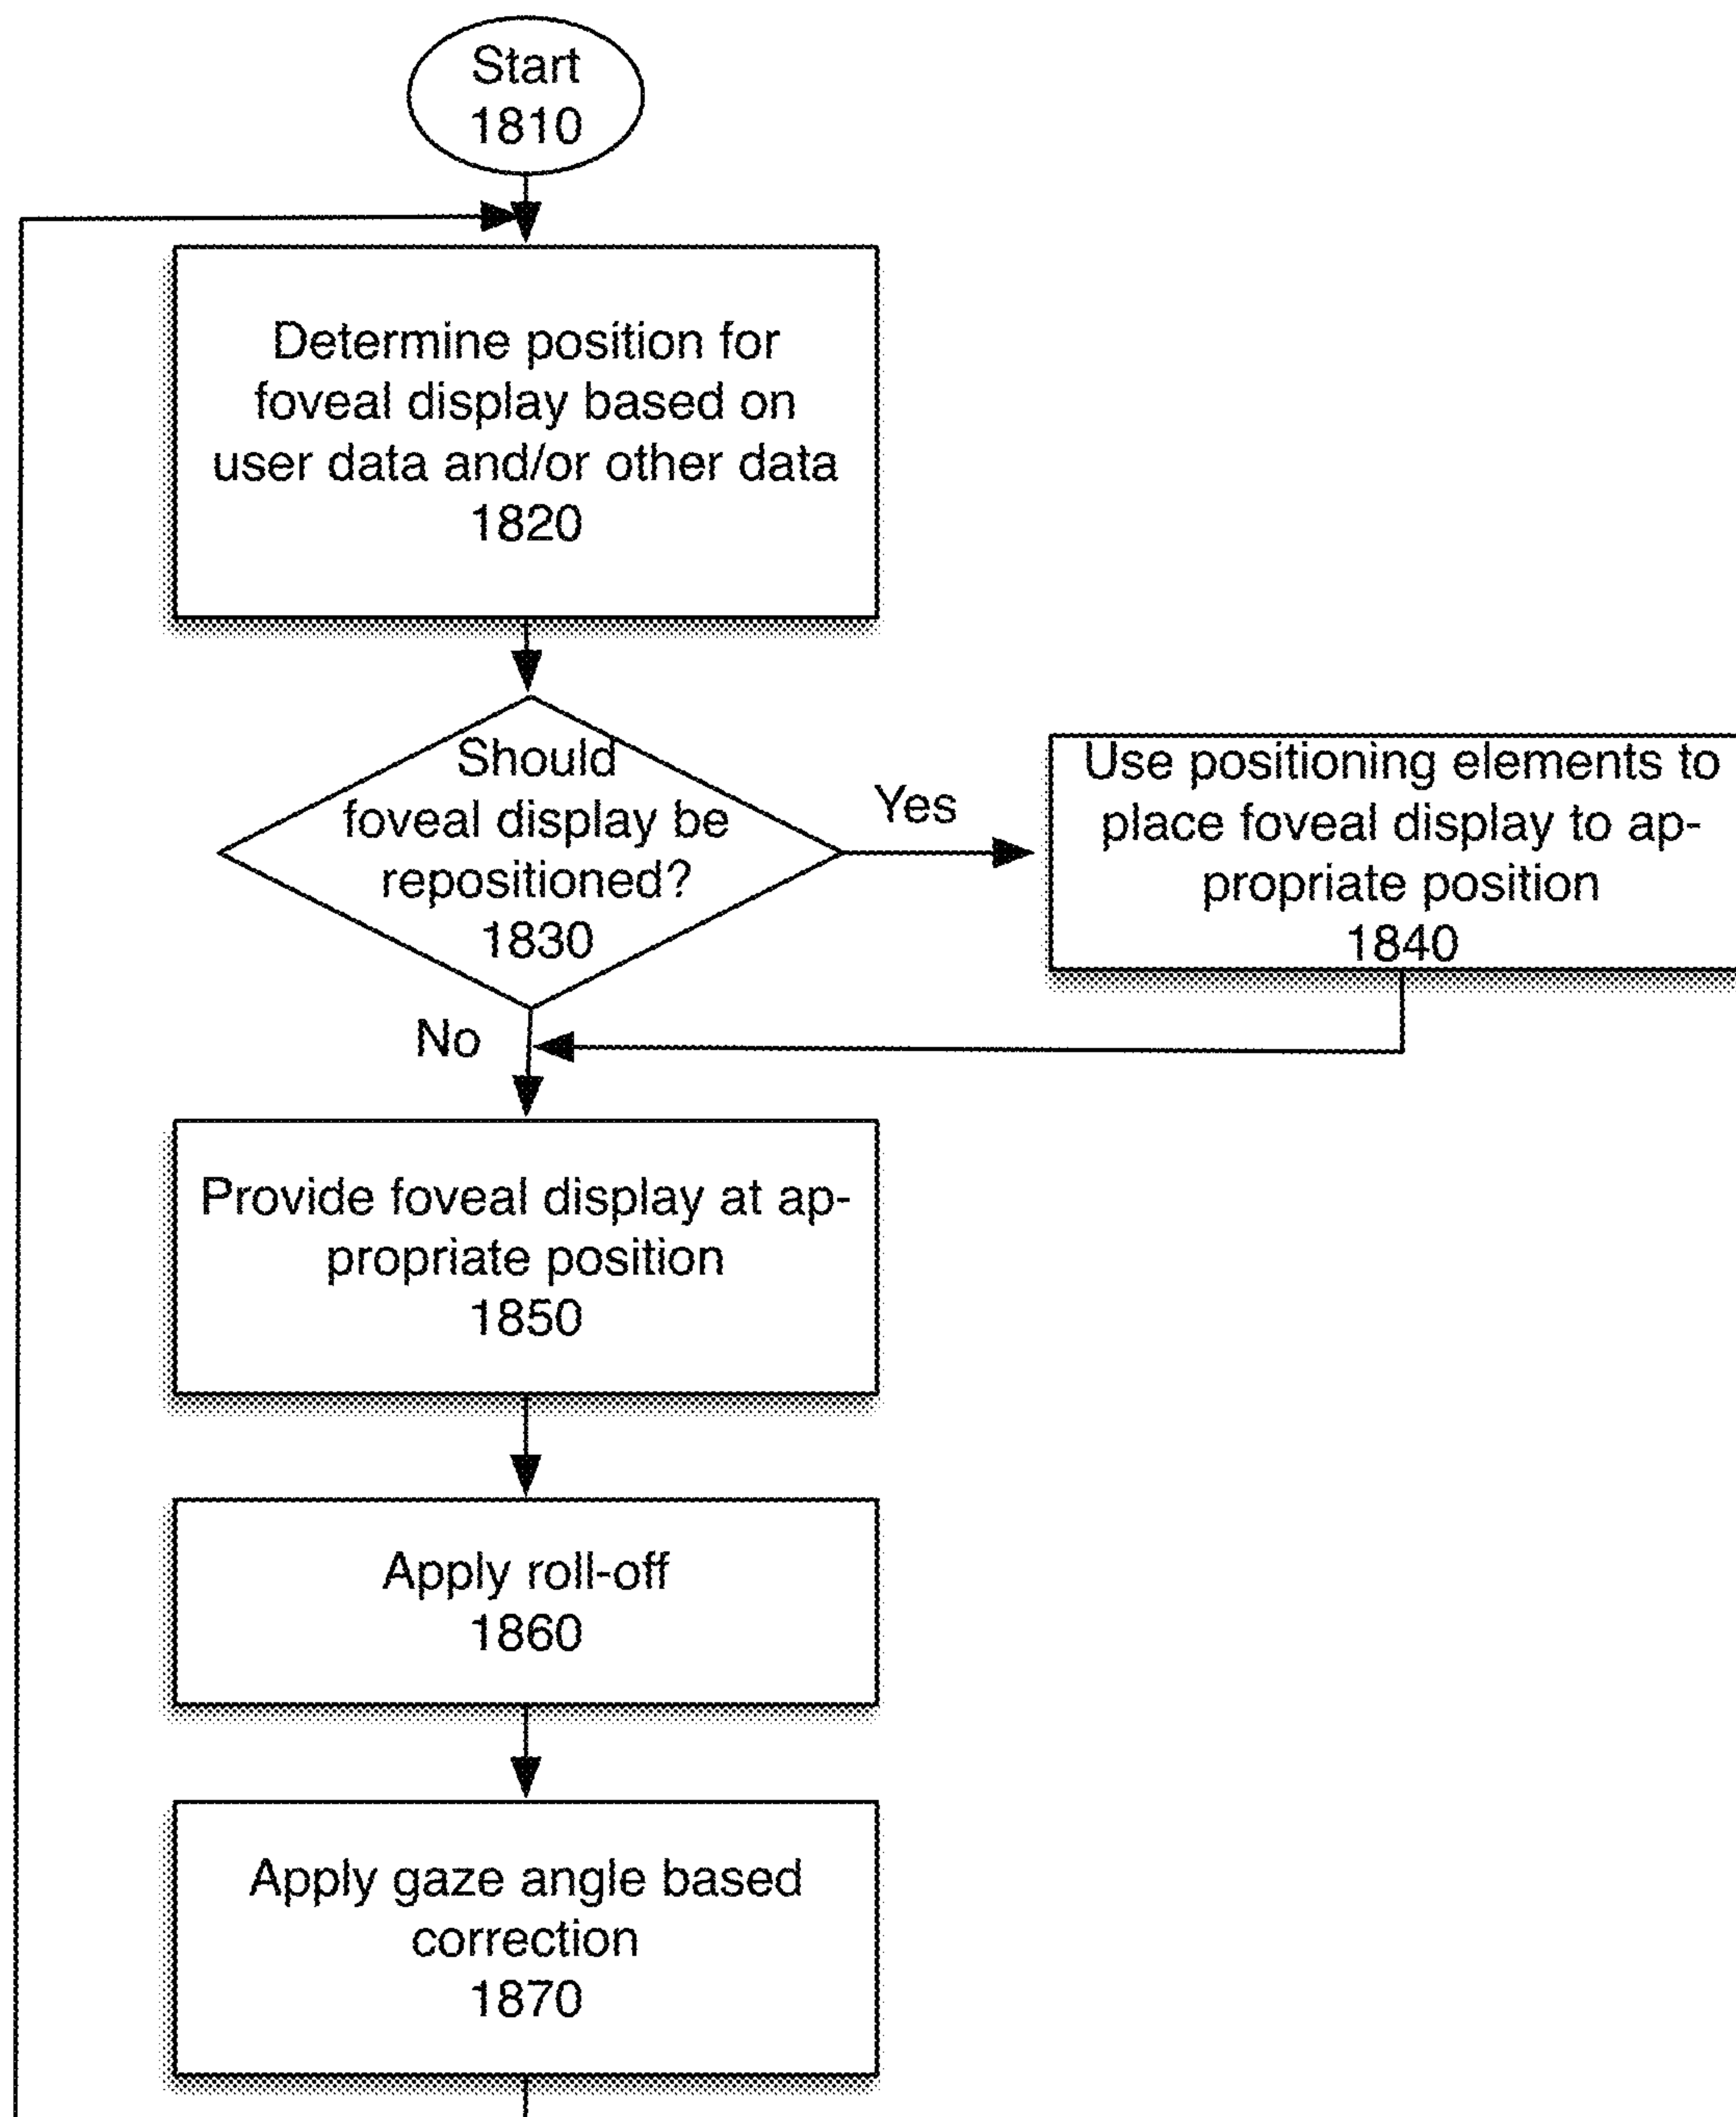 Start
1810
Determine position for
foveal display based on
user data and/or other data
1820
Should
foveal display be
repositioned?
1830
Yes
Use positioning elements to
place foveal display to ap-
propriate position
1840
No
Provide foveal display at ap-
propriate position
1850
Apply roll-off
1860
Apply gaze angle based
correction
1870